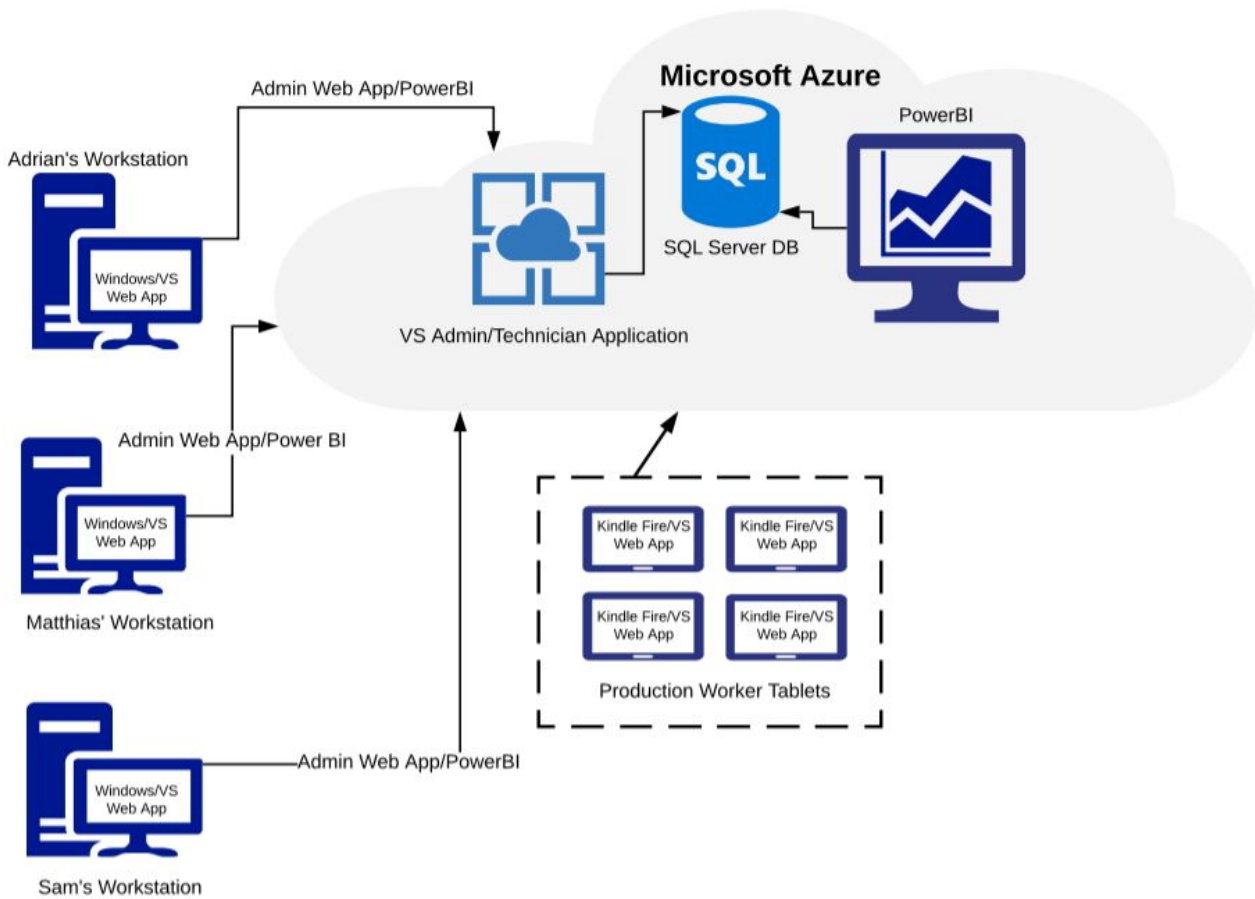 Microsoft Azure
Admin Web App/PowerBI
PowerBI
Adrian's Workstation
SQL
SQL Server DB
Windows/VS
Web App
VS Admin/Technician Application
Admin Web App/Power BI
Windows/VS
Web App
Matthias' Workstation
Kindle Fire/VS
Web App
Kindle Fire/VS
Web App
Kindle Fire/VS
Web App
Kindle Fire/VS
Web App
Production Worker Tablets
Admin Web App/PowerBI
Windows/VS
Web App
Sam's Workstation